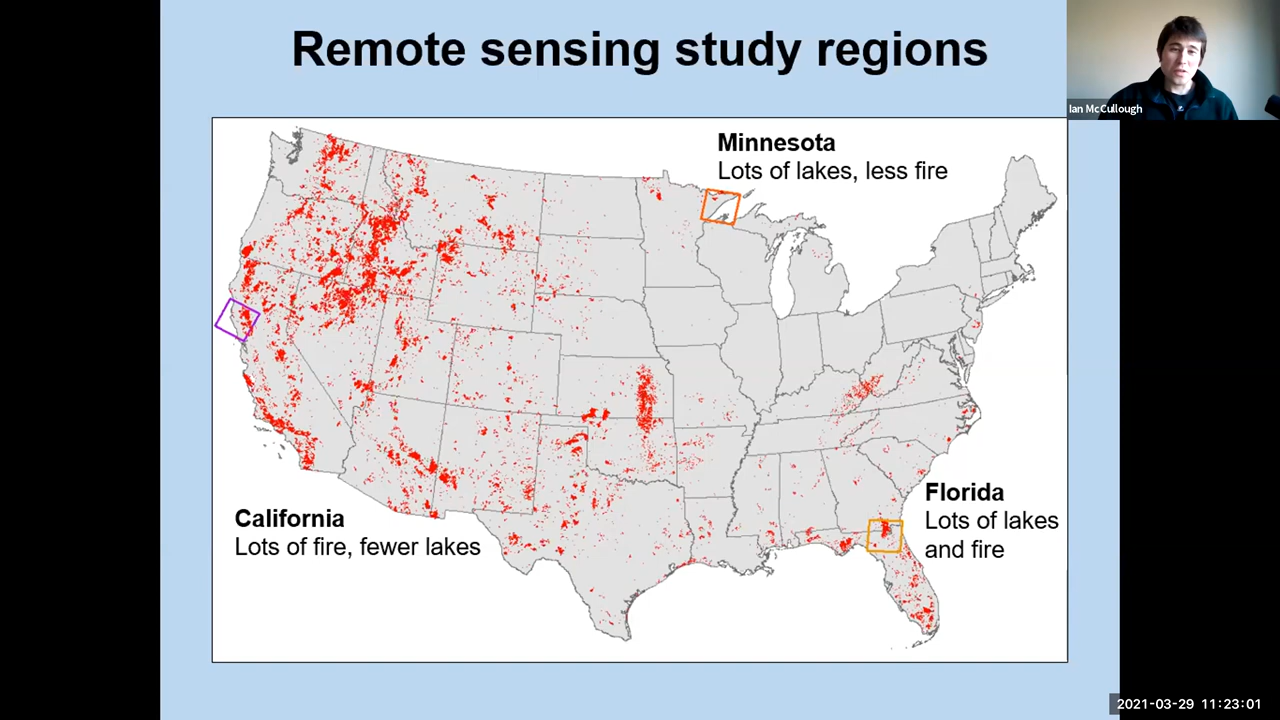 Remote sensing study regions
Ian McCullough
Minnesota
Lots of lakes, less fire
Florida
Lots of lakes
and fire
California
Lots of fire, fewer lakes
2021-03-29 11:23:01